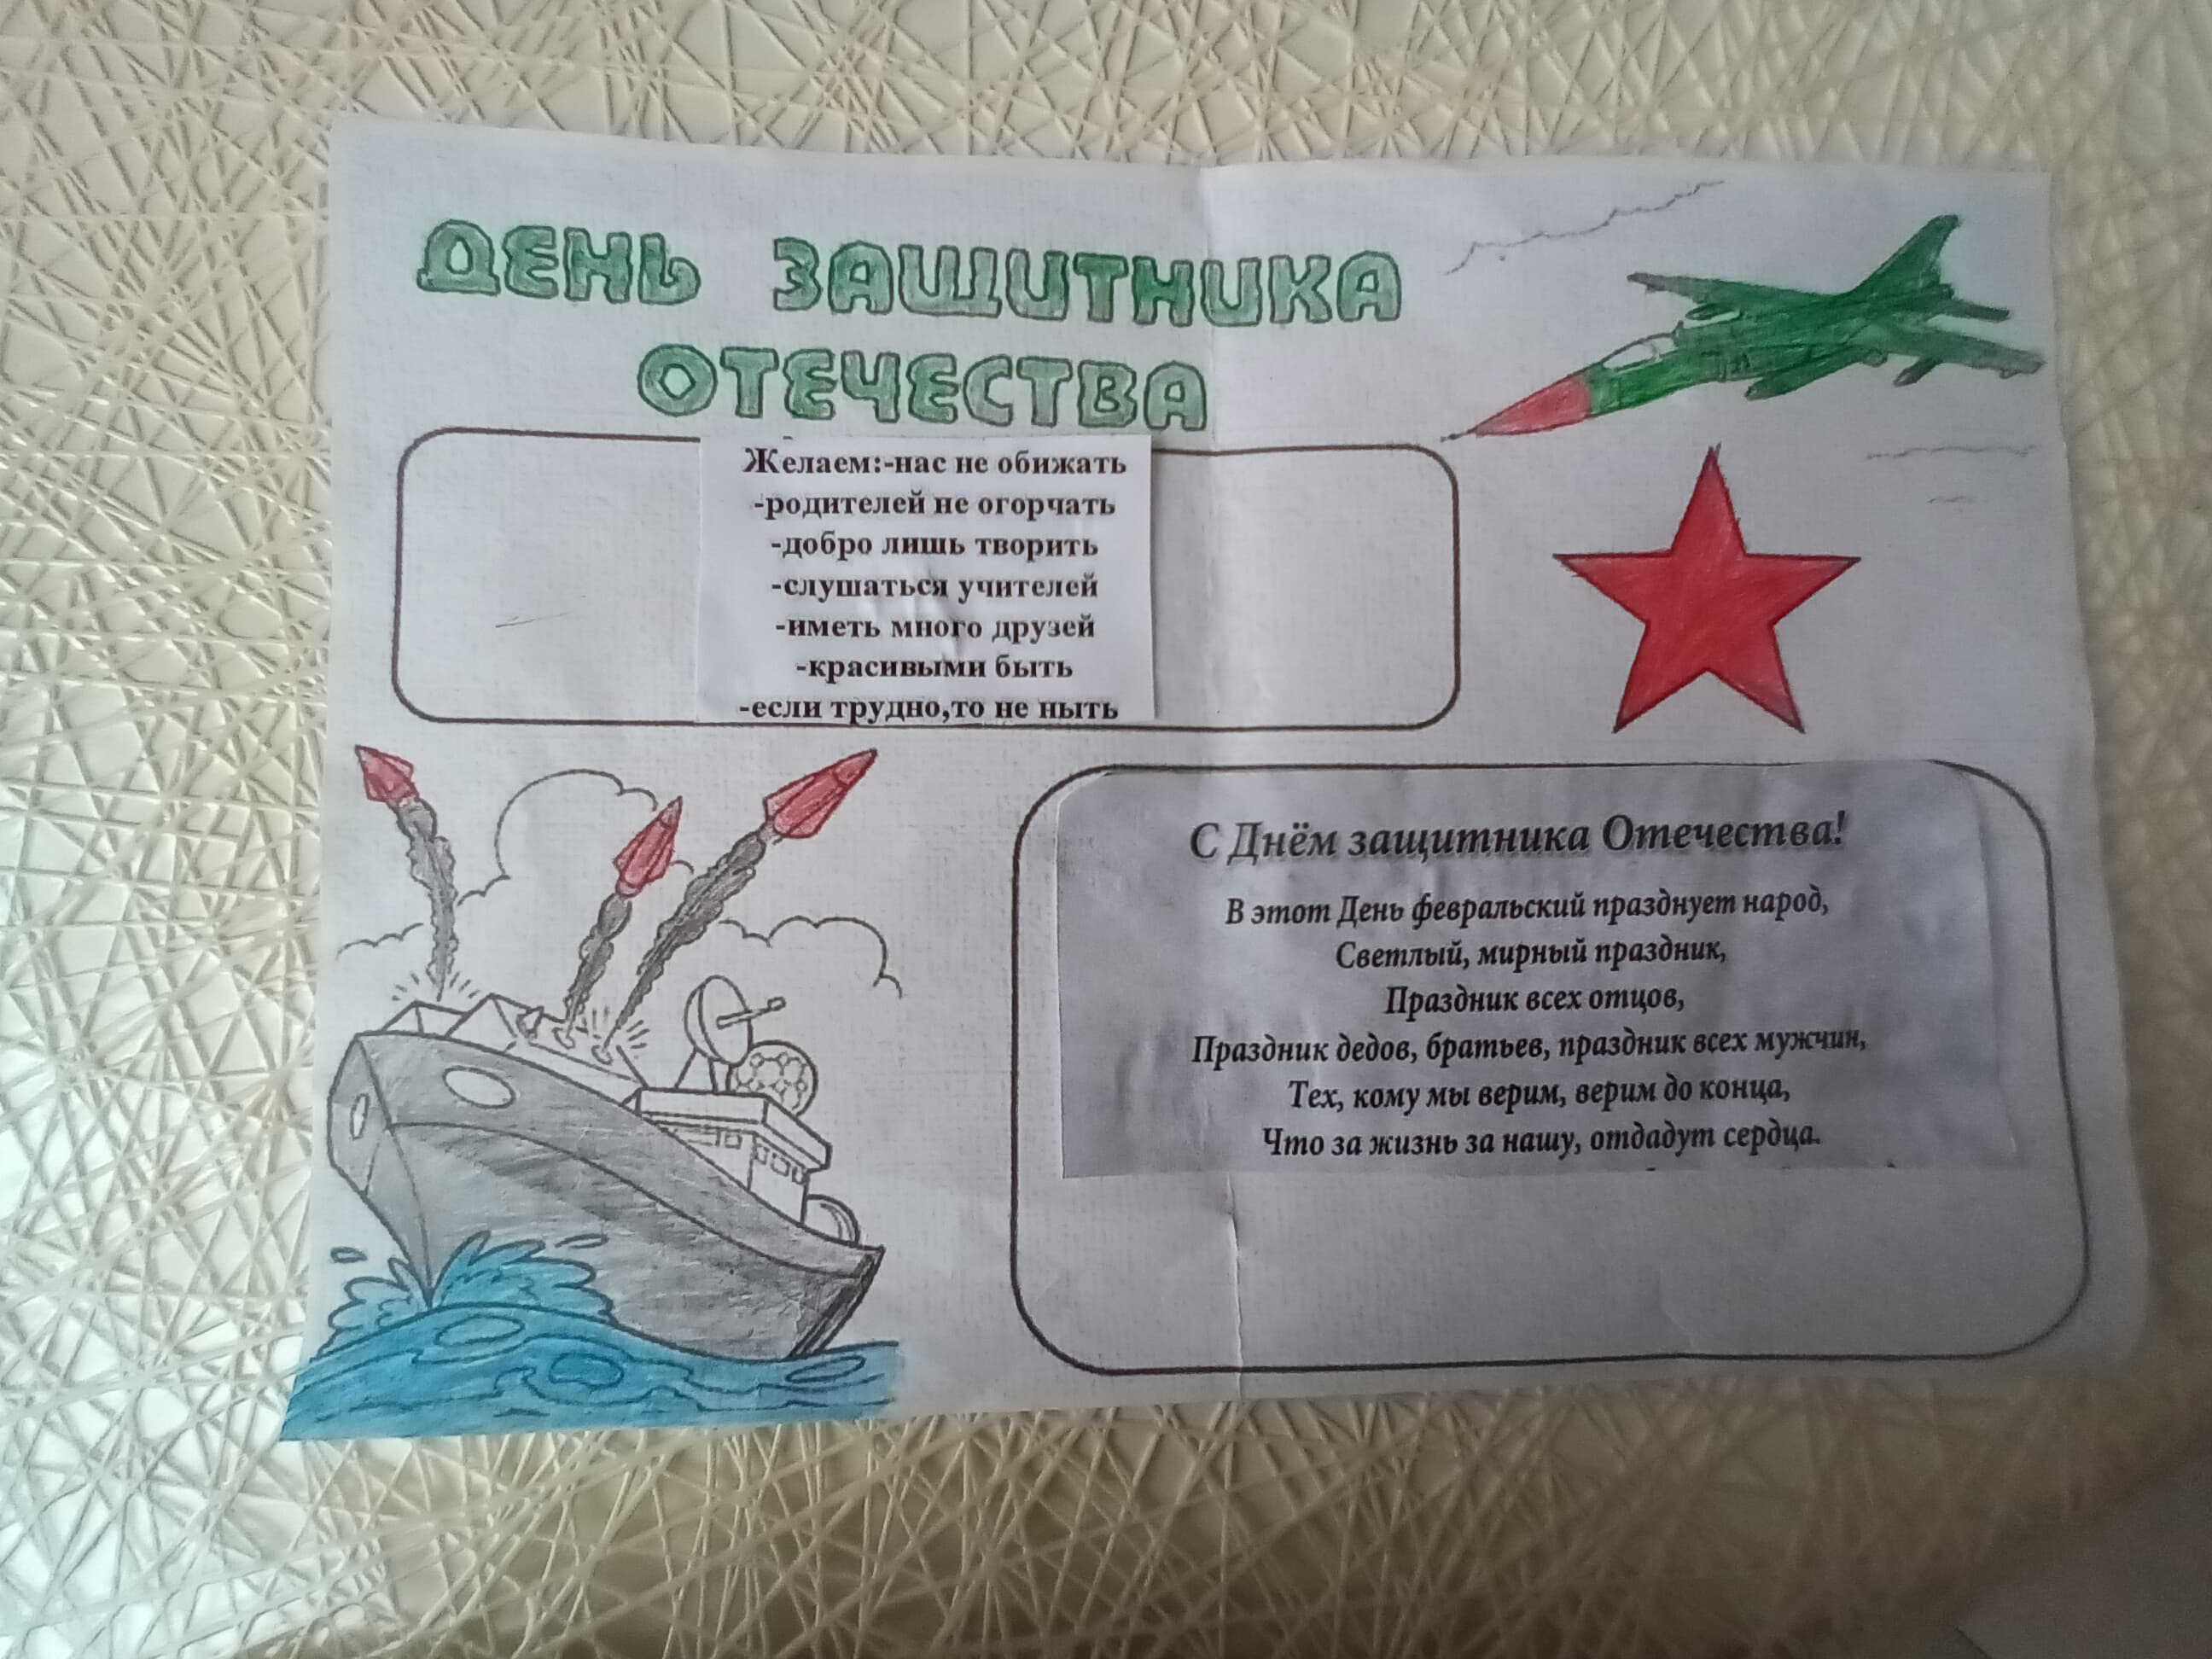 ДЕНЬ ЗАЩИТНИКА
ОТЕЧЕСТВА
Желаем:-нас не обижать
-родителей не огорчать
-добро лишь творить
-слушаться учителей
-иметь много друзей
-красивыми быть
-если трудно,то не ныть
С Днём защитника Отечества!
В этот День февральский празднует народ,
Светлый, мирный праздник,
Праздник всех отцов,
Праздник дедов, братьев, праздник всех мужчин,
Тех, кому мы верим, верим до конца,
Что за жизнь за нашу, отдадут сердца.